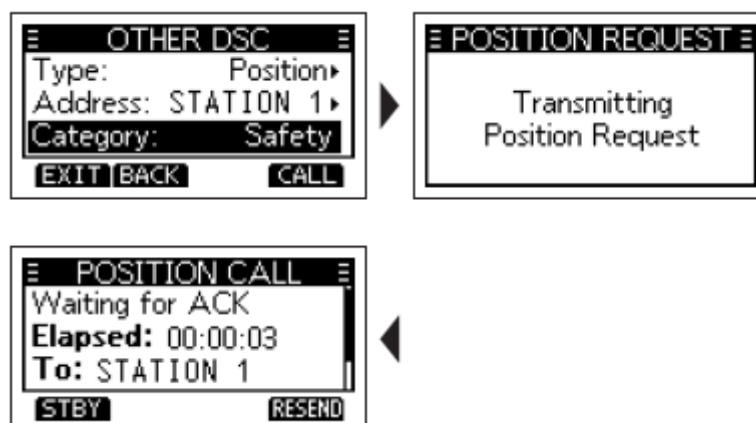 OTHER DSC
Type: Position
Address: STATION 1
Category: Safety
EXIT BACK CALL
POSITION REQUEST
Transmitting
Position Request
POSITION CALL
Waiting for ACK
Elapsed: 00:00:03
To: STATION 1
STBY RESEND